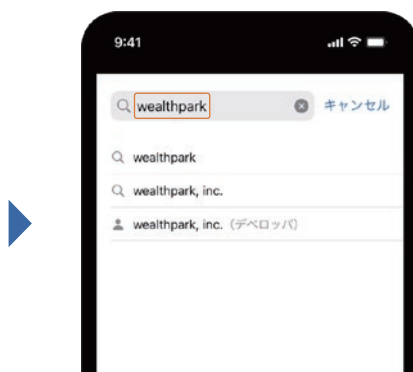 9:41
wealthpark キャンセル
wealthpark
wealthpark, inc.
wealthpark, inc.（デベロッパ）